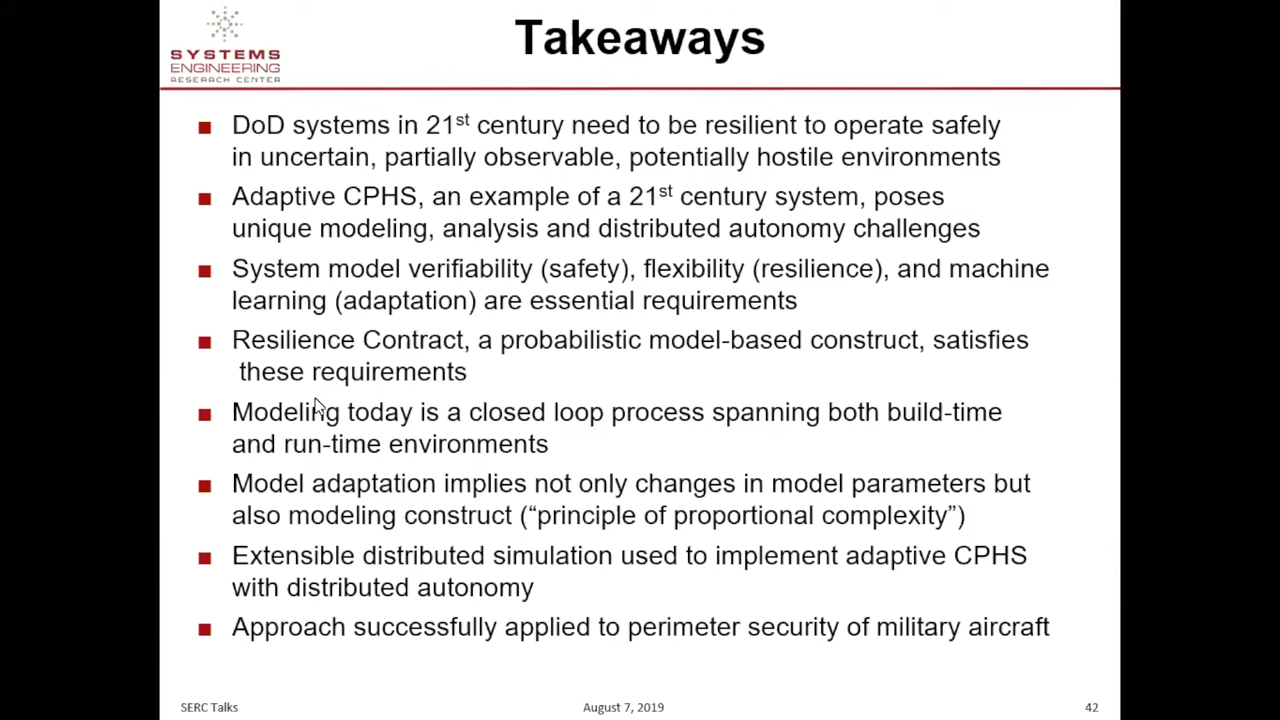 SYSTEMS
ENGINEERING
RESEARCH CENTER
Takeaways
DoD systems in 21st century need to be resilient to operate safely
in uncertain, partially observable, potentially hostile environments
Adaptive CPHS, an example of a 21st century system, poses
unique modeling, analysis and distributed autonomy challenges
System model verifiability (safety), flexibility (resilience), and machine
learning (adaptation) are essential requirements
Resilience Contract, a probabilistic model-based construct, satisfies
these requirements
Modeling today is a closed loop process spanning both build-time
and run-time environments
Model adaptation implies not only changes in model parameters but
also modeling construct (“principle of proportional complexity”)
Extensible distributed simulation used to implement adaptive CPHS
with distributed autonomy
Approach successfully applied to perimeter security of military aircraft
SERC Talks
August 7, 2019
42